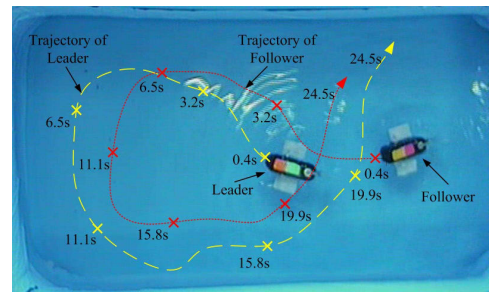 Trajectory of
Leader
Trajectory of
Follower
24.5s
6.5s
24.5s
3.2s
6.5s
3.2s
11.1s
0.4s
0.4s
Leader
Follower
19.9s
19.9s
11.1s
15.8s
15.8s